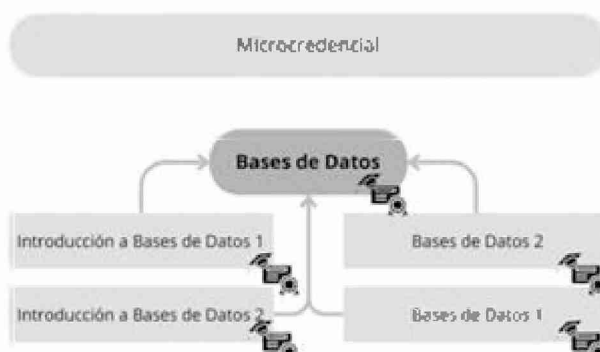 Microcredencial
Bases de Datos
Introducción a Bases de Datos 1
Bases de Datos 2
Introducción a Bases de Datos 2
Bases de Datos 1